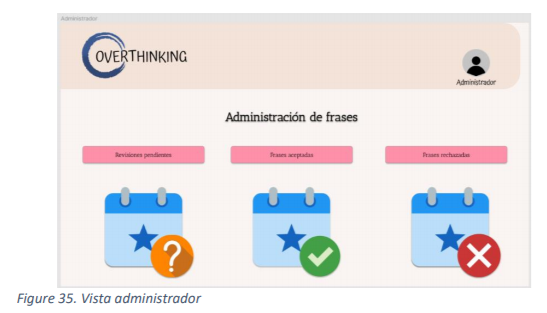 Administrador
OVERTHINKING
Administrador
Administración de frases
Revisiones pendientes
Frases aceptadas
Frases rechazadas
?
Figure 35. Vista administrador